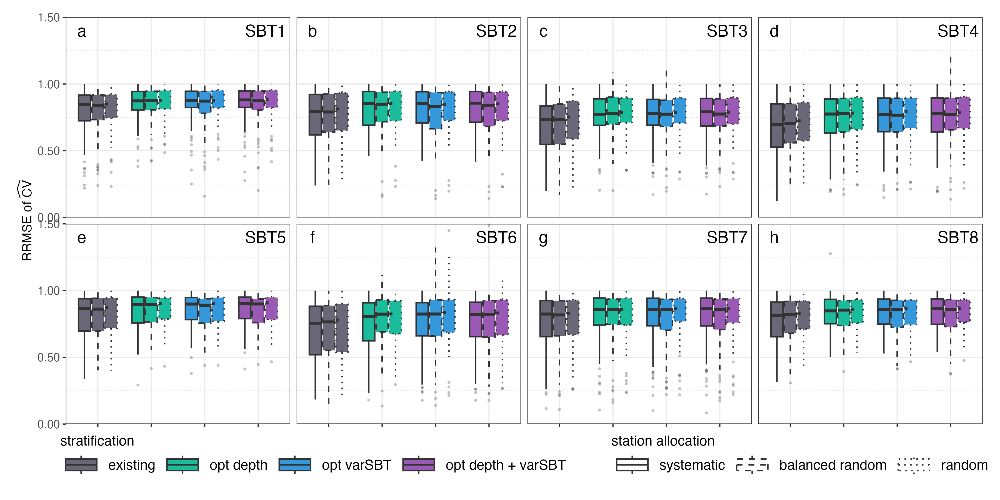 1.50
a SBT1
b SBT2
c SBT3
d SBT4
1.00
0.50
0.00
RRMSE of CV
1.50
e SBT5
f SBT6
g SBT7
h SBT8
1.00
0.50
0.00
stratification
existing opt depth opt varSBT opt depth + varSBT
station allocation
systematic balanced random random